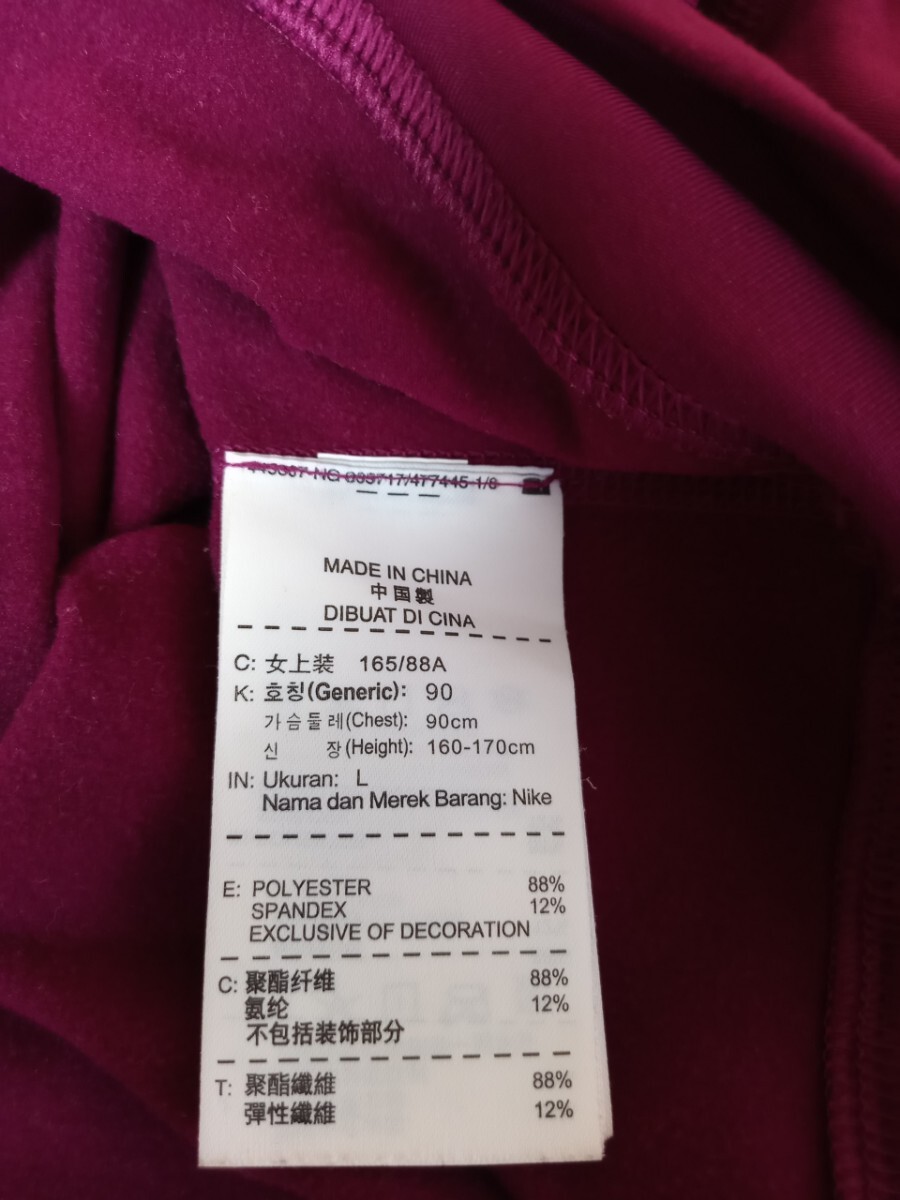 477445-1/6
MADE IN CHINA
中国製
DIBUAT DI CINA
C: 女上装 165/88A
K: 호칭(Generic): 90
가슴둘레(Chest): 90cm
신 장(Height): 160-170cm
IN: Ukuran: L
Nama dan Merek Barang: Nike
E: POLYESTER 88%
SPANDEX 12%
EXCLUSIVE OF DECORATION
C: 聚酯纤维 88%
氨纶 12%
不包括装饰部分
T: 聚酯纖維 88%
彈性纖維 12%